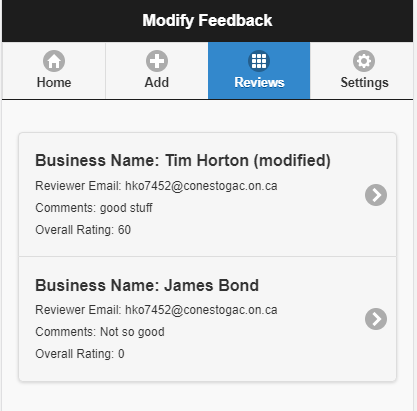 Modify Feedback
Home Add Reviews Settings
Business Name: Tim Horton (modified)
Reviewer Email: hko7452@conestogac.on.ca
Comments: good stuff
Overall Rating: 60
Business Name: James Bond
Reviewer Email: hko7452@conestogac.on.ca
Comments: Not so good
Overall Rating: 0